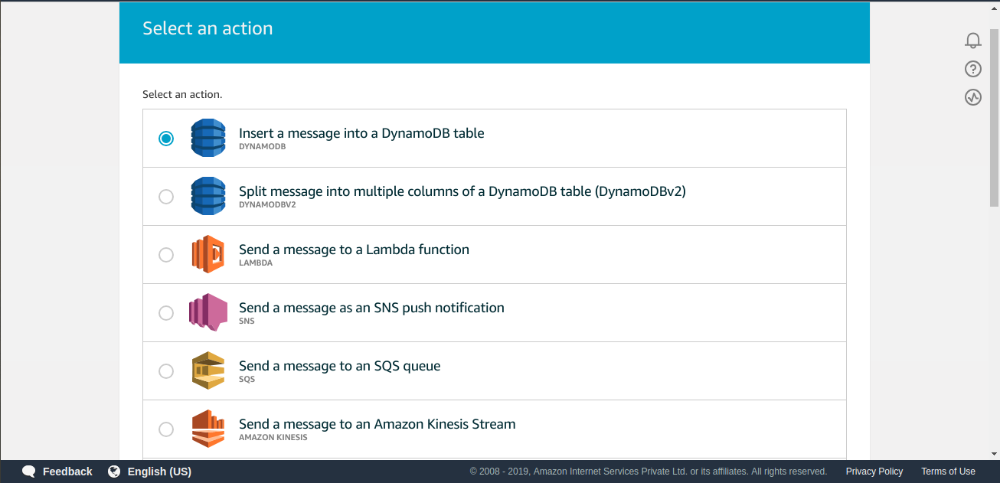 Select an action
Select an action.
Insert a message into a DynamoDB table
DYNAMODB
Split message into multiple columns of a DynamoDB table (DynamoDBv2)
DYNAMODBV2
Send a message to a Lambda function
LAMBDA
Send a message as an SNS push notification
SNS
Send a message to an SQS queue
SQS
Send a message to an Amazon Kinesis Stream
AMAZON KINESIS
Feedback English (US) © 2008 - 2019, Amazon Internet Services Private Ltd. or its affiliates. All rights reserved. Privacy Policy Terms of Use